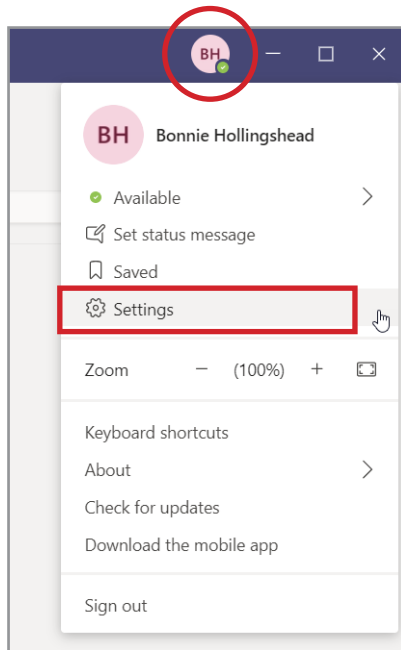 BH
BH Bonnie Hollingshead
Available
Set status message
Saved
Settings
Zoom − (100%) +
Keyboard shortcuts
About
Check for updates
Download the mobile app
Sign out